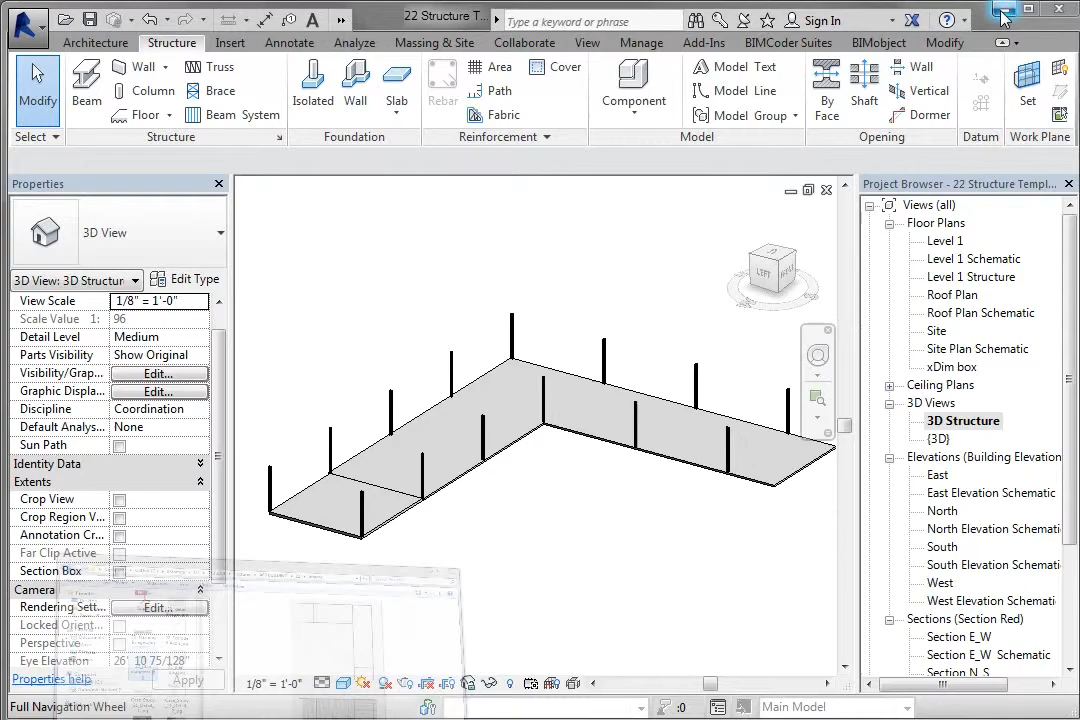 22 Structure T...
Type a keyword or phrase
Sign In
Architecture Structure Insert Annotate Analyze Massing & Site Collaborate View Manage Add-Ins BIMCoder Suites BIMobject Modify
Modify
Beam
Wall
Column
Floor
Truss
Brace
Beam System
Isolated
Wall
Slab
Rebar
Area
Path
Fabric
Cover
Component
Model Text
Model Line
Model Group
By
Face
Shaft
Wall
Vertical
Dormer
Set
Select Structure Foundation Reinforcement Model Opening Datum Work Plane
Properties
3D View
3D View: 3D Structur
Edit Type
View Scale 1/8" = 1'-0"
Scale Value 1: 96
Detail Level Medium
Parts Visibility Show Original
Visibility/Grap... Edit...
Graphic Displa... Edit...
Discipline Coordination
Default Analys... None
Sun Path
Identity Data
Extents
Crop View
Crop Region V...
Annotation Cr...
Far Clip Active
Section Box
Camera
Rendering Sett... Edit...
Locked Orient...
Perspective
Eye Elevation 26' 10 75/128"
Properties help
Apply
LEFT
1/8" = 1'-0"
Project Browser - 22 Structure Templ...
Views (all)
Floor Plans
Level 1
Level 1 Schematic
Level 1 Structure
Roof Plan
Roof Plan Schematic
Site
Site Plan Schematic
xDim box
Ceiling Plans
3D Views
3D Structure
{3D}
Elevations (Building Elevation
East
East Elevation Schematic
North
North Elevation Schemati
South
South Elevation Schemati
West
West Elevation Schemati
Sections (Section Red)
Section E_W
Section E_W Schematic
Section N_S
Full Navigation Wheel
:0
Main Model